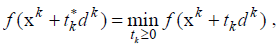 f(x^k + t_k^* d^k) = min_{t_k ≥ 0} f(x^k + t_k d^k) ,